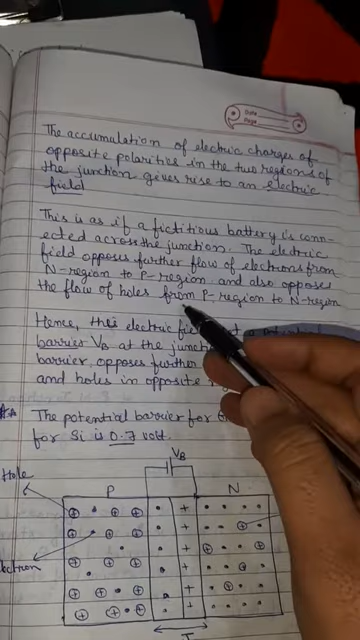 Date
Page
The accumulation of electric charges of
opposite polarities in the two regions of
the junction gives rise to an electric
field
This is as if a fictitious battery is conn-
ected across the junction. The electric
field opposes further flow of electrons from
N-region to P-region and also opposes
the flow of holes from P-region to N-region
Hence, this electric
barrier VB at the junction
barrier, opposes further
and holes in opposite
The potential barrier for
for Si is 0.7 volt.
Hole
VB
P
N